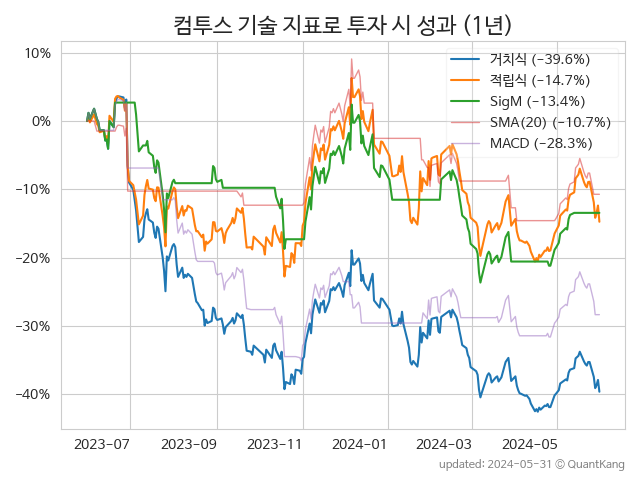 컴투스 기술 지표로 투자 시 성과 (1년)
거치식 (−39.6%)
적립식 (−14.7%)
SigM (−13.4%)
SMA(20) (−10.7%)
MACD (−28.3%)
10%
0%
−10%
−20%
−30%
−40%
2023−07
2023−09
2023−11
2024−01
2024−03
2024−05
updated: 2024−05−31 © QuantKang